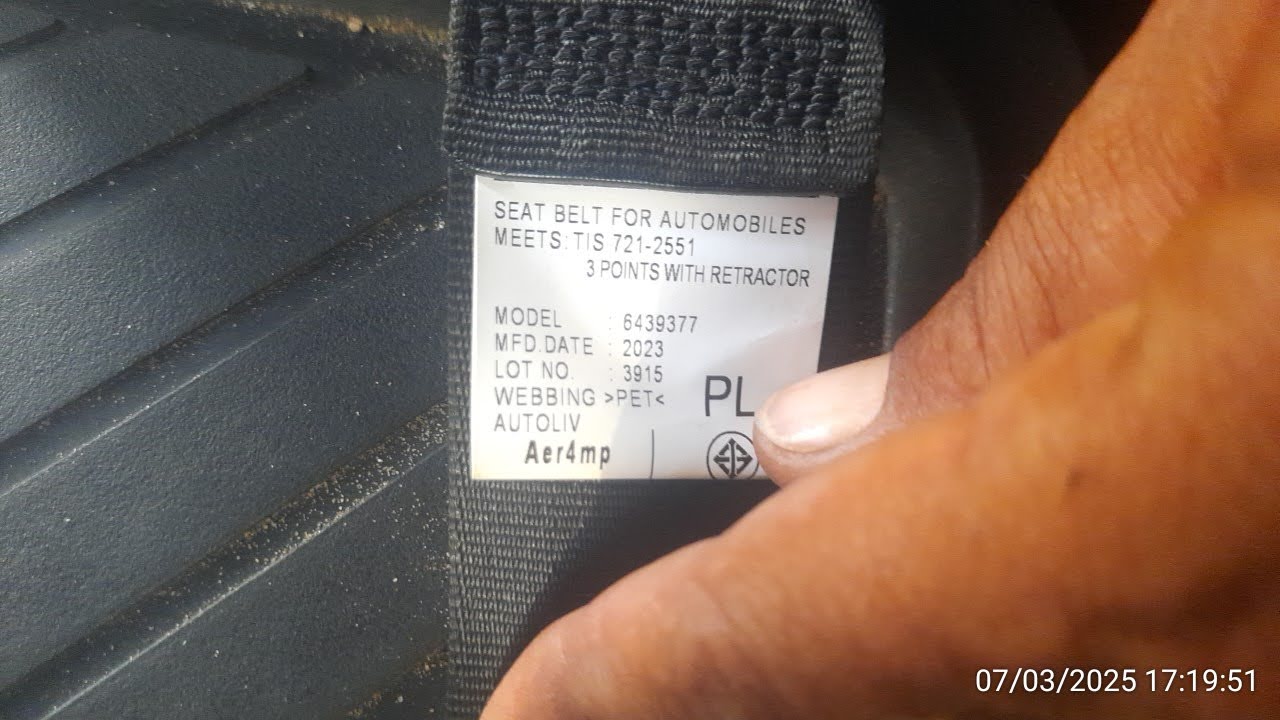 SEAT BELT FOR AUTOMOBILES
MEETS: TIS 721-2551
3 POINTS WITH RETRACTOR
MODEL : 6439377
MFD.DATE : 2023
LOT NO. : 3915
WEBBING >PET<
PL
AUTOLIV
Aer4mp
07/03/2025 17:19:51